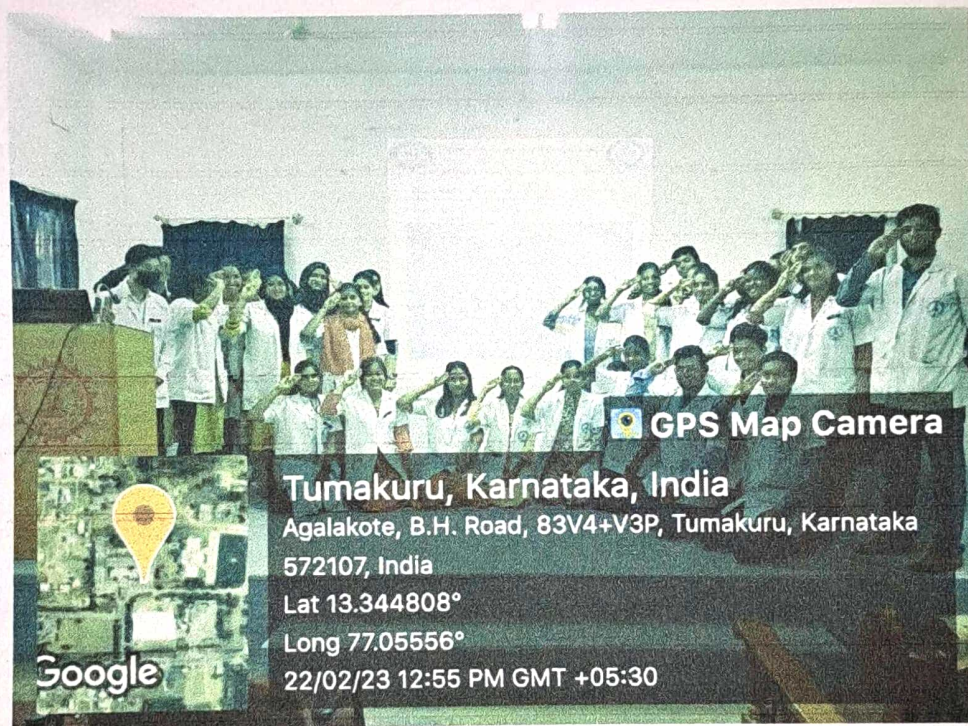 GPS Map Camera
Tumakuru, Karnataka, India
Agalakote, B.H. Road, 83V4+V3P, Tumakuru, Karnataka
572107, India
Lat 13.344808°
Long 77.05556°
22/02/23 12:55 PM GMT +05:30
Google